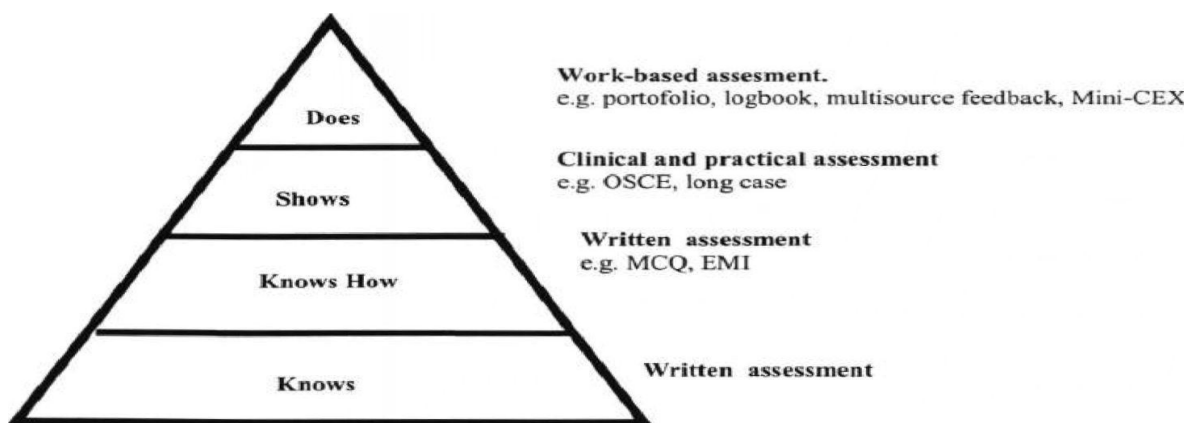 Work-based assesment.
e.g. portofolio, logbook, multisource feedback, Mini-CEX
Does
Clinical and practical assessment
e.g. OSCE, long case
Shows
Written assessment
e.g. MCQ, EMI
Knows How
Written assessment
Knows